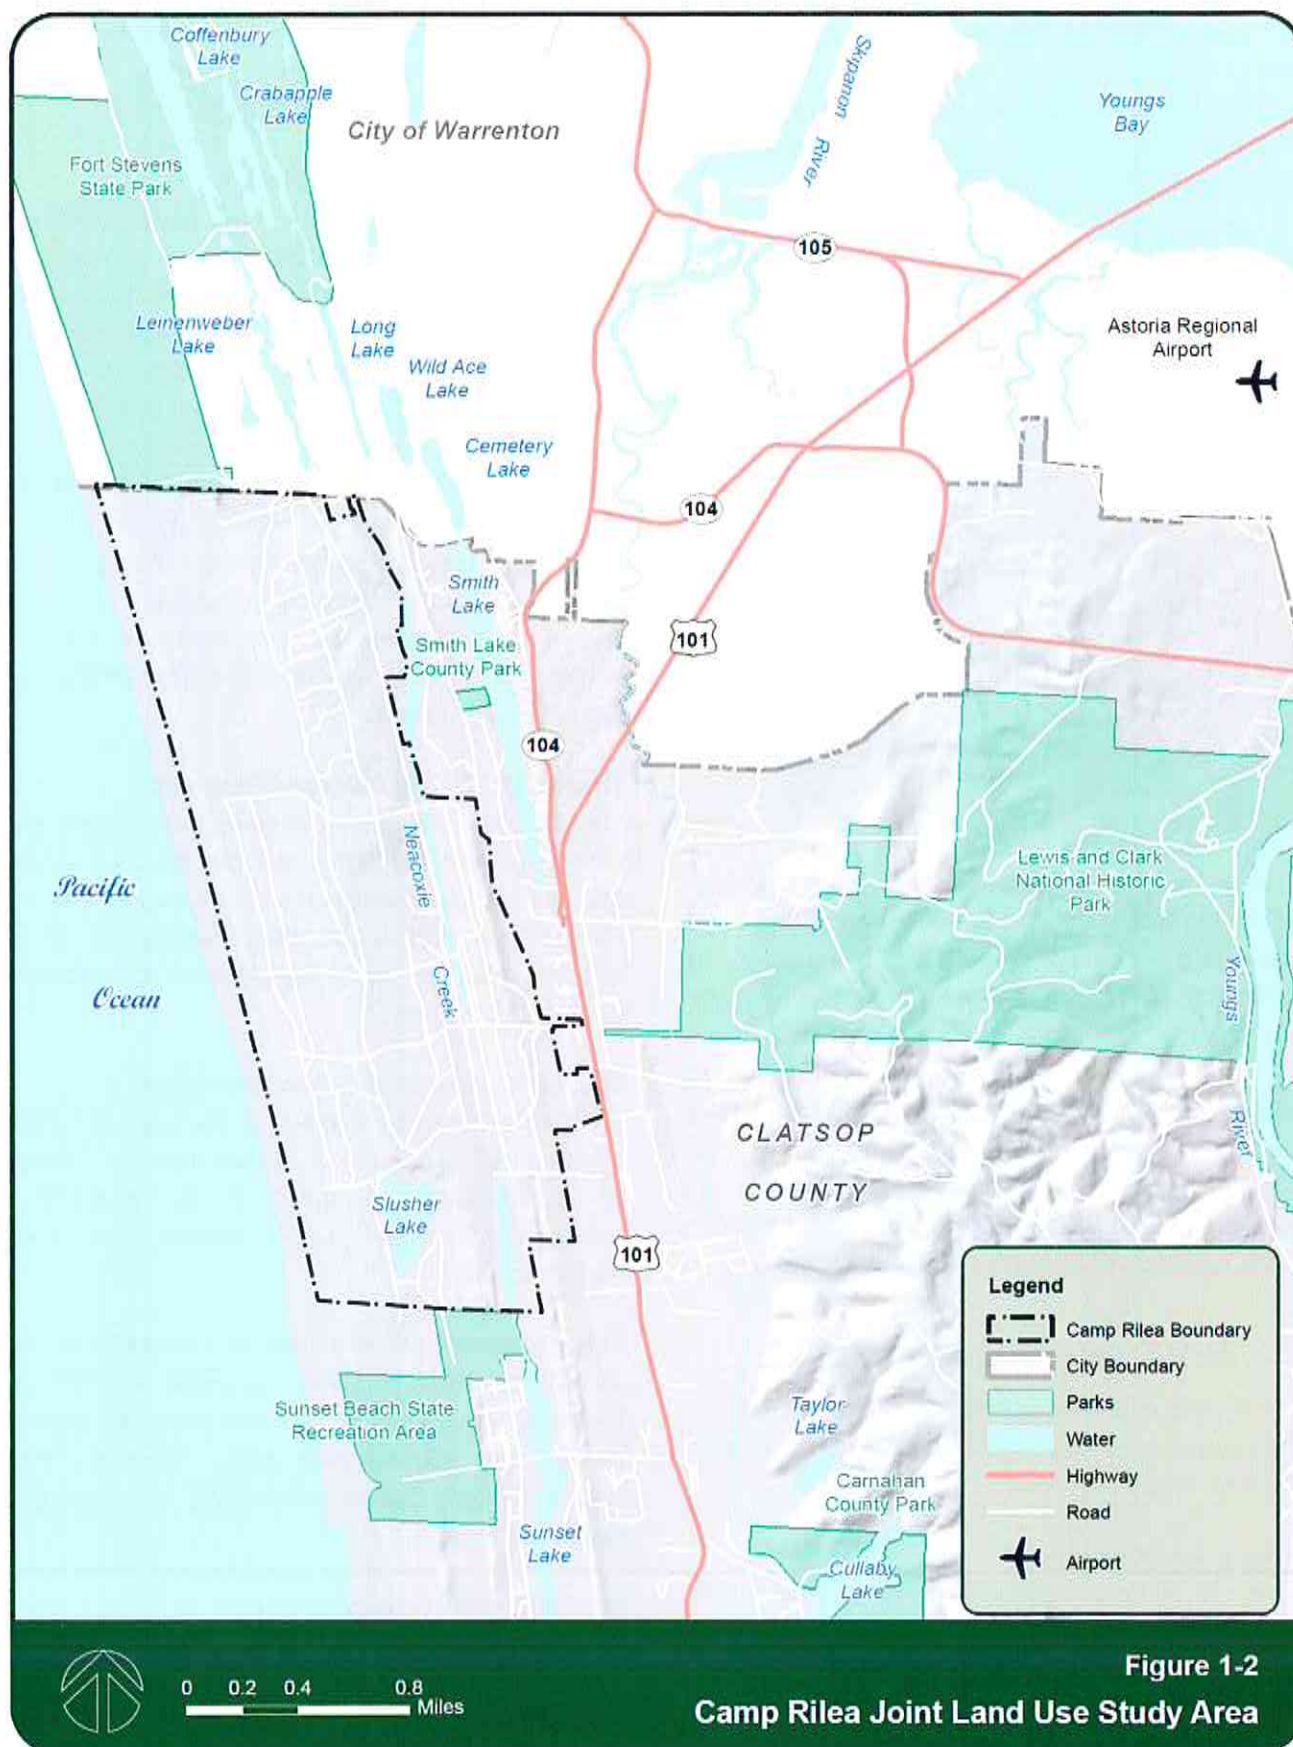 Coffenbury
Lake
Crabapple
Lake
City of Warrenton
Skipanon
River
Youngs
Bay
Fort Stevens
State Park
105
Leinenweber
Lake
Long
Lake
Wild Ace
Lake
Astoria Regional
Airport
Cemetery
Lake
104
Smith
Lake
101
Smith Lake
County Park
104
Neacoxie
Creek
Pacific
Ocean
Lewis and Clark
National Historic
Park
Youngs
River
CLATSOP
COUNTY
Slusher
Lake
101
Sunset Beach State
Recreation Area
Taylor
Lake
Carnahan
County Park
Sunset
Lake
Cullaby
Lake
Legend
Camp Rilea Boundary
City Boundary
Parks
Water
Highway
Road
Airport
0 0.2 0.4 0.8
Miles
Figure 1-2
Camp Rilea Joint Land Use Study Area